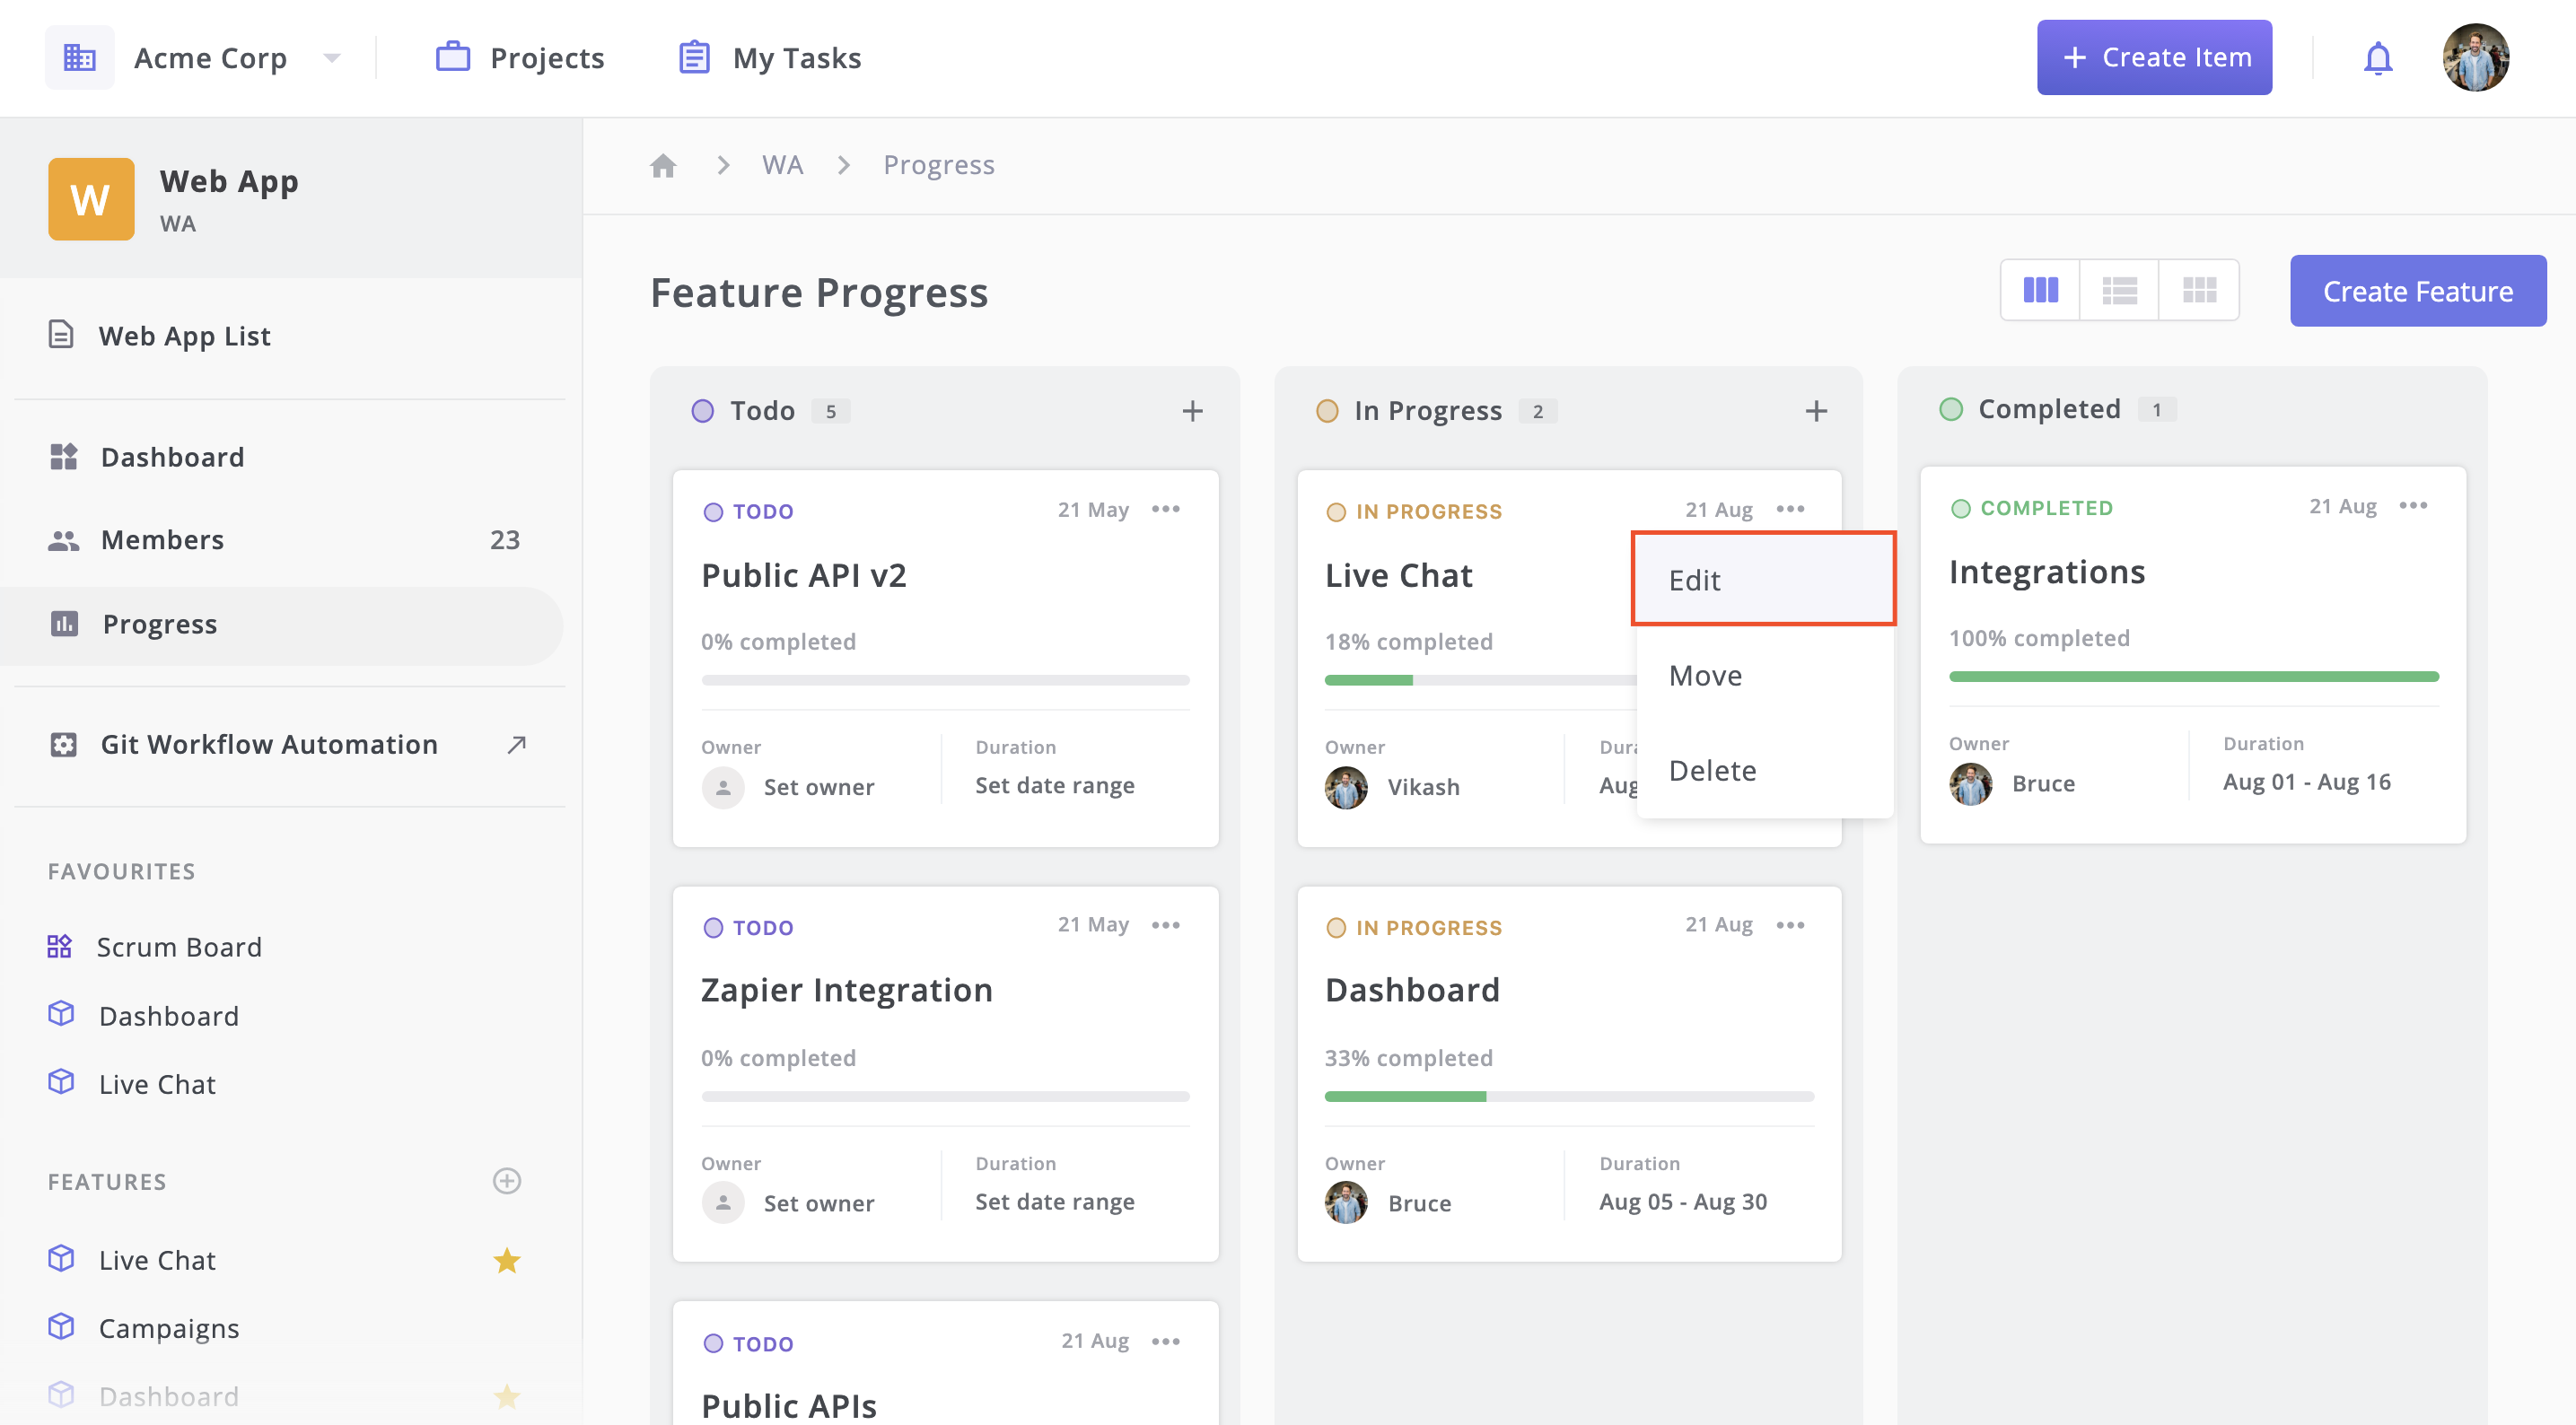 Acme Corp
Projects
My Tasks
+ Create Item
W
Web App
WA
Web App List
Dashboard
Members 23
Progress
Git Workflow Automation
FAVOURITES
Scrum Board
Dashboard
Live Chat
FEATURES
Live Chat
Campaigns
Dashboard
WA
Progress
Feature Progress
Create Feature
Todo 5
TODO 21 May
Public API v2
0% completed
Owner
Set owner
Duration
Set date range
TODO 21 May
Zapier Integration
0% completed
Owner
Set owner
Duration
Set date range
TODO 21 Aug
Public APIs
In Progress 2
IN PROGRESS 21 Aug
Live Chat
18% completed
Owner
Vikash
Dura
Aug
Edit
Move
Delete
IN PROGRESS 21 Aug
Dashboard
33% completed
Owner
Bruce
Duration
Aug 05 - Aug 30
Completed 1
COMPLETED 21 Aug
Integrations
100% completed
Owner
Bruce
Duration
Aug 01 - Aug 16